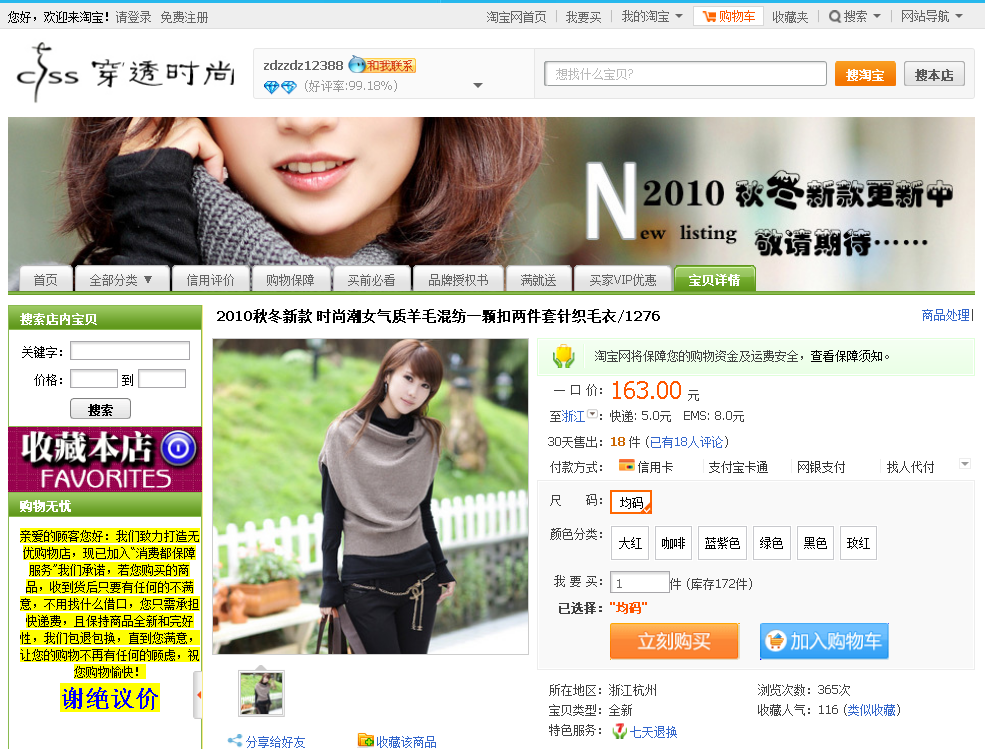 您好，欢迎来淘宝！请登录 免费注册
淘宝网首页 我要买 我的淘宝 购物车 收藏夹 搜索 网站导航
穿透时尚
zdzzdz12388 和我联系
(好评率:99.18%)
想找什么宝贝?
搜淘宝 搜本店
N 2010 秋冬新款更新中
ew listing 敬请期待……
首页 全部分类 ▼ 信用评价 购物保障 买前必看 品牌授权书 满就送 买家VIP优惠 宝贝详情
搜索店内宝贝
关键字：
价格： 到
搜索
收藏本店
FAVORITES
购物无忧
亲爱的顾客您好：我们致力打造无
忧购物店，现已加入“消费都保障
服务”我们承诺，若您购买的商
品，收到货后只要有任何的不满
意，不用找什么借口，您只需承担
快递费，且保持商品全新和完好
性，我们包退包换，直到您满意，
让您的购物不再有任何的顾虑，祝
您购物愉快！
谢绝议价
2010秋冬新款 时尚潮女气质羊毛混纺一颗扣两件套针织毛衣/1276
商品处理
淘宝网将保障您的购物资金及运费安全，查看保障须知。
一 口 价： 163.00 元
至浙江： 快递: 5.0元 EMS: 8.0元
30天售出： 18 件 (已有18人评论)
付款方式： 信用卡 支付宝卡通 网银支付 找人代付
尺 码： 均码
颜色分类： 大红 咖啡 蓝紫色 绿色 黑色 玫红
我 要 买： 1 件 (库存172件)
已选择： "均码"
立刻购买 加入购物车
所在地区： 浙江杭州 浏览次数： 365次
宝贝类型： 全新 收藏人气： 116 (类似收藏)
特色服务： 七天退换
分享给好友 收藏该商品